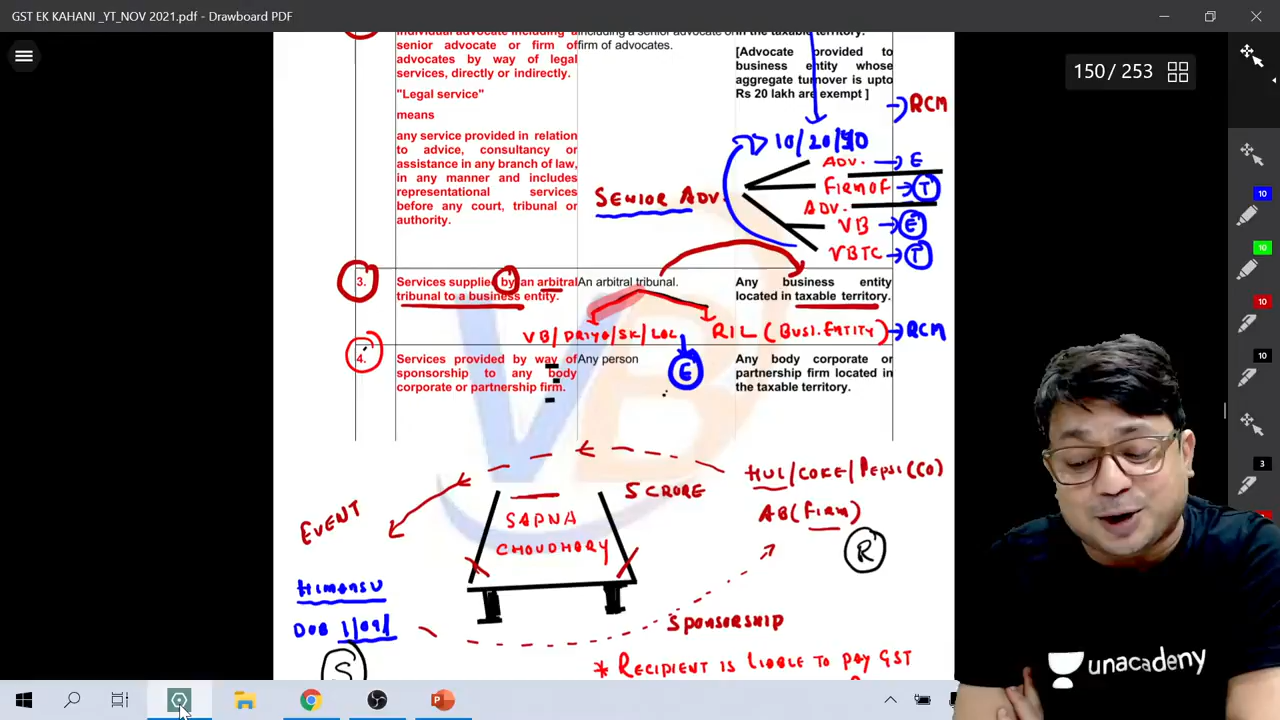 GST EK KAHANI _YT_NOV 2021.pdf - Drawboard PDF
150 / 253
individual advocate including a
senior advocate or firm of
advocates by way of legal
services, directly or indirectly.
"Legal service"
means
any service provided in relation
to advice, consultancy or
assistance in any branch of law,
in any manner and includes
representational services
before any court, tribunal or
authority.
including a senior advocate or
firm of advocates.
in the taxable territory.
[Advocate provided to
business entity whose
aggregate turnover is upto
Rs 20 lakh are exempt ]
RCM
10/20/40
SENIOR ADV.
ADV. → E
FIRM OF → T
ADV.
VB → E
VBTC → T
3.
Services supplied by an arbitral
tribunal to a business entity.
An arbitral tribunal.
Any business entity
located in taxable territory.
VB/DRIYO/SK/LOL
RIL (BUSI. ENTITY) → RCM
E
4.
Services provided by way of
sponsorship to any body
corporate or partnership firm.
Any person
Any body corporate or
partnership firm located in
the taxable territory.
HUL/COKE/PEPSI (CO)
5 CRORE
AB (FIRM)
EVENT
SAPNA
CHOUDHORY
R
HIMANSU
DOB 1/09/
SPONSORSHIP
S
* RECIPIENT IS LIABLE TO PAY GST
unacademy
10
10
10
10
3